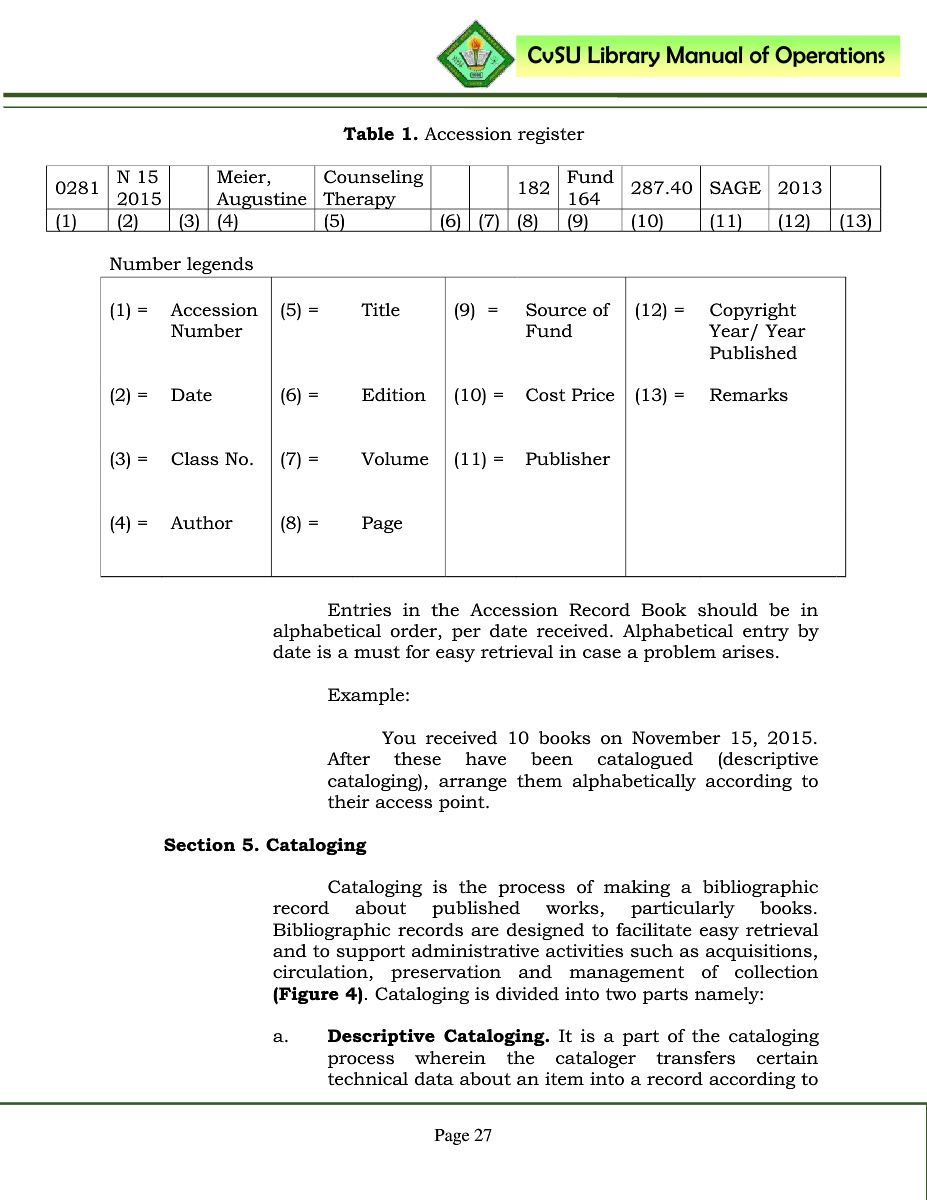 CvSU Library Manual of Operations
Table 1. Accession register
0281 N 15 2015 Meier, Augustine Counseling Therapy 182 Fund 164 287.40 SAGE 2013
(1) (2) (3) (4) (5) (6) (7) (8) (9) (10) (11) (12) (13)
Number legends
(1) = Accession Number (5) = Title (9) = Source of Fund (12) = Copyright Year/ Year Published
(2) = Date (6) = Edition (10) = Cost Price (13) = Remarks
(3) = Class No. (7) = Volume (11) = Publisher
(4) = Author (8) = Page
Entries in the Accession Record Book should be in
alphabetical order, per date received. Alphabetical entry by
date is a must for easy retrieval in case a problem arises.
Example:
You received 10 books on November 15, 2015.
After these have been catalogued (descriptive
cataloging), arrange them alphabetically according to
their access point.
Section 5. Cataloging
Cataloging is the process of making a bibliographic
record about published works, particularly books.
Bibliographic records are designed to facilitate easy retrieval
and to support administrative activities such as acquisitions,
circulation, preservation and management of collection
(Figure 4). Cataloging is divided into two parts namely:
a. Descriptive Cataloging. It is a part of the cataloging
process wherein the cataloger transfers certain
technical data about an item into a record according to
Page 27